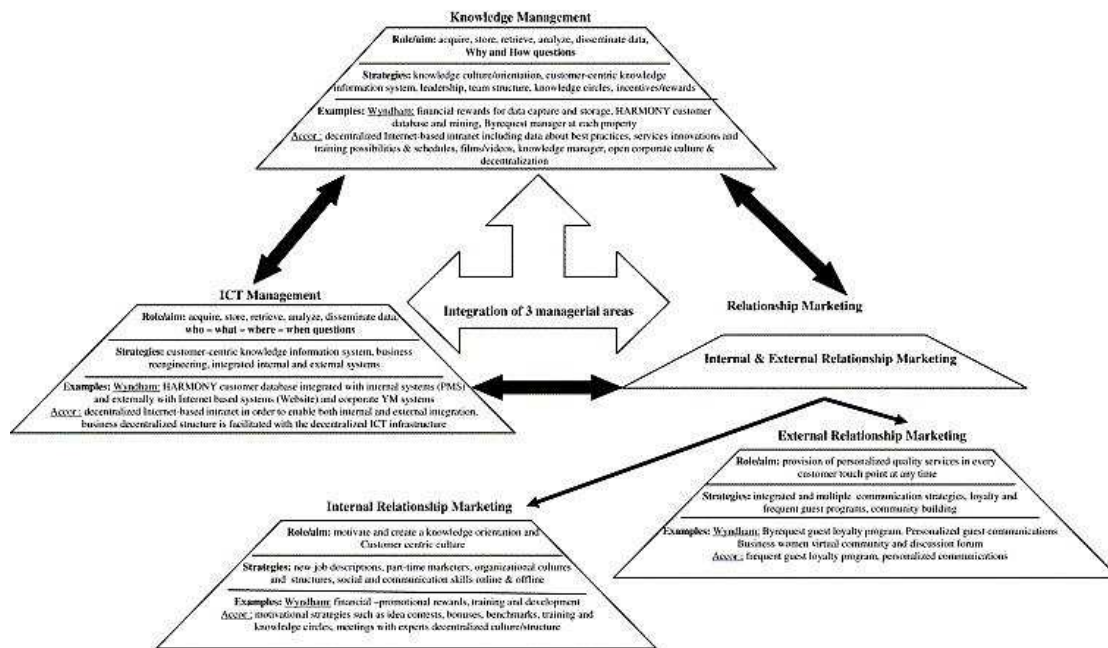 Knowledge Management
Role/aim: acquire, store, retrieve, analyze, disseminate data,
Why and How questions
Strategies: knowledge culture/orientation, customer-centric knowledge
information system, leadership, team structure, knowledge circles, incentives/rewards
Examples: Wyndham: financial rewards for data capture and storage, HARMONY customer
database and mining, Byrequest manager at each property
Accor : decentralized Internet-based intranet including data about best practices, services innovations and
training possibilities & schedules, films/videos, knowledge manager, open corporate culture &
decentralization
Integration of 3 managerial areas
ICT Management
Role/aim: acquire, store, retrieve, analyze, disseminate data,
who – what – where – when questions
Strategies: customer-centric knowledge information system, business
reengineering, integrated internal and external systems
Examples: Wyndham: HARMONY customer database integrated with internal systems (PMS)
and externally with Internet based systems (Website) and corporate YM systems
Accor : decentralized Internet-based intranet in order to enable both internal and external integration,
business decentralized structure is facilitated with the decentralized ICT infrastructure
Relationship Marketing
Internal & External Relationship Marketing
External Relationship Marketing
Role/aim: provision of personalized quality services in every
customer touch point at any time
Strategies: integrated and multiple communication strategies, loyalty and
frequent guest programs, community building
Examples: Wyndham: Byrequest guest loyalty program, Personalized guest communications
Business women virtual community and discussion forum
Accor : frequent guest loyalty program, personalized communications
Internal Relationship Marketing
Role/aim: motivate and create a knowledge orientation and
Customer centric culture
Strategies: new job descriptions, part-time marketers, organizational cultures
and structures, social and communication skills online & offline
Examples: Wyndham: financial –promotional rewards, training and development
Accor : motivational strategies such as idea contests, bonuses, benchmarks, training and
knowledge circles, meetings with experts decentralized culture/structure